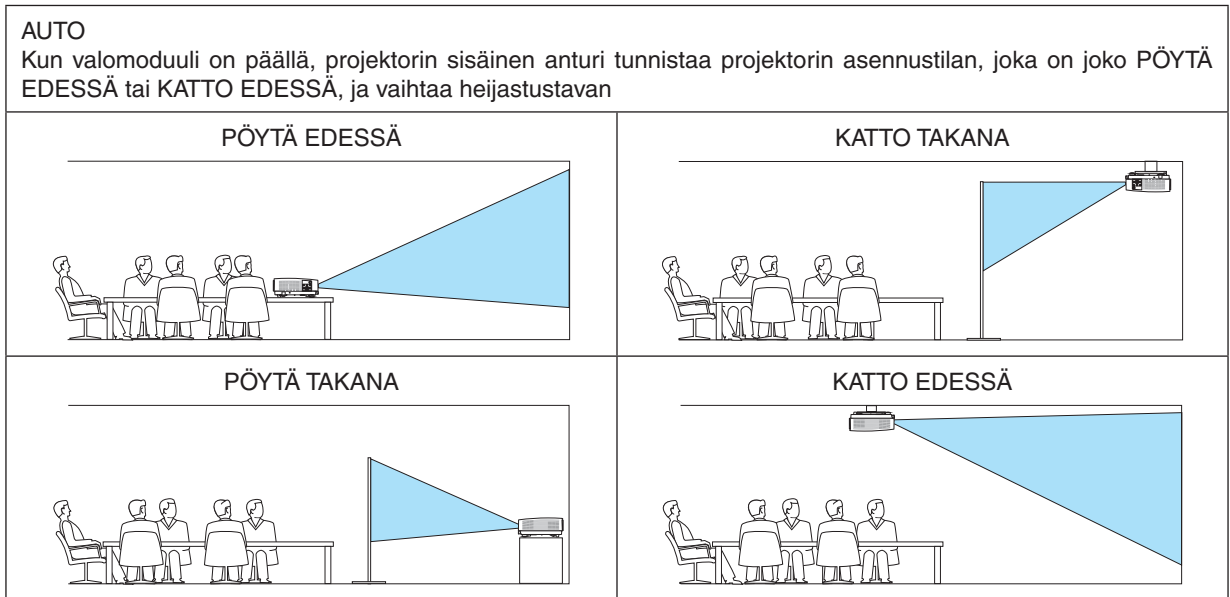 AUTO
Kun valomoduuli on päällä, projektorin sisäinen anturi tunnistaa projektorin asennustilan, joka on joko PÖYTÄ
EDESSÄ tai KATTO EDESSÄ, ja vaihtaa heijastustavan
PÖYTÄ EDESSÄ
KATTO TAKANA
PÖYTÄ TAKANA
KATTO EDESSÄ